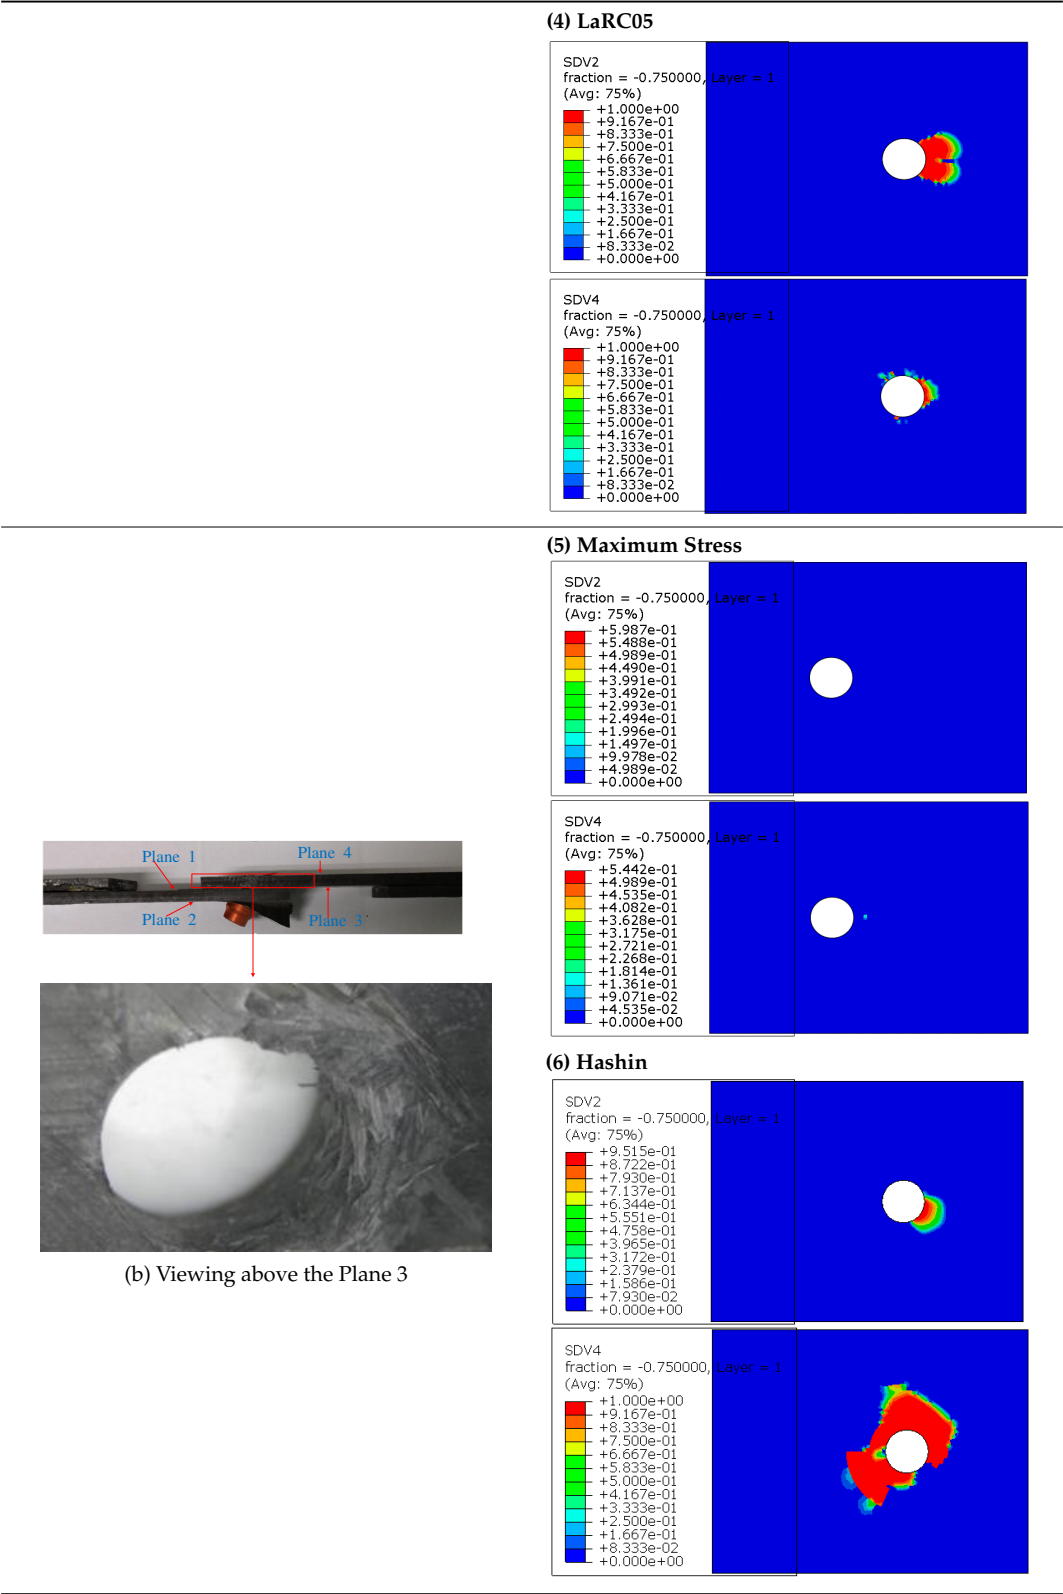 (4) LaRC05
SDV2
fraction = -0.750000, Layer = 1
(Avg: 75%)
+1.000e+00
+9.167e-01
+8.333e-01
+7.500e-01
+6.667e-01
+5.833e-01
+5.000e-01
+4.167e-01
+3.333e-01
+2.500e-01
+1.667e-01
+8.333e-02
+0.000e+00
SDV4
fraction = -0.750000, Layer = 1
(Avg: 75%)
+1.000e+00
+9.167e-01
+8.333e-01
+7.500e-01
+6.667e-01
+5.833e-01
+5.000e-01
+4.167e-01
+3.333e-01
+2.500e-01
+1.667e-01
+8.333e-02
+0.000e+00
(5) Maximum Stress
SDV2
fraction = -0.750000, Layer = 1
(Avg: 75%)
+5.987e-01
+5.488e-01
+4.989e-01
+4.490e-01
+3.991e-01
+3.492e-01
+2.993e-01
+2.494e-01
+1.996e-01
+1.497e-01
+9.978e-02
+4.989e-02
+0.000e+00
SDV4
fraction = -0.750000, Layer = 1
(Avg: 75%)
+5.442e-01
+4.989e-01
+4.535e-01
+4.082e-01
+3.628e-01
+3.175e-01
+2.721e-01
+2.268e-01
+1.814e-01
+1.361e-01
+9.071e-02
+4.535e-02
+0.000e+00
Plane 1
Plane 4
Plane 2
Plane 3
(b) Viewing above the Plane 3
(6) Hashin
SDV2
fraction = -0.750000, Layer = 1
(Avg: 75%)
+9.515e-01
+8.722e-01
+7.930e-01
+7.137e-01
+6.344e-01
+5.551e-01
+4.758e-01
+3.965e-01
+3.172e-01
+2.379e-01
+1.586e-01
+7.930e-02
+0.000e+00
SDV4
fraction = -0.750000, Layer = 1
(Avg: 75%)
+1.000e+00
+9.167e-01
+8.333e-01
+7.500e-01
+6.667e-01
+5.833e-01
+5.000e-01
+4.167e-01
+3.333e-01
+2.500e-01
+1.667e-01
+8.333e-02
+0.000e+00